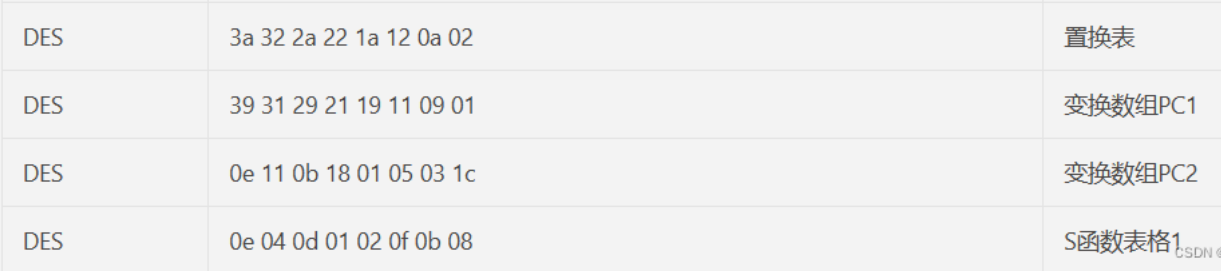 DES 3a 32 2a 22 1a 12 0a 02 置换表
DES 39 31 29 21 19 11 09 01 变换数组PC1
DES 0e 11 0b 18 01 05 03 1c 变换数组PC2
DES 0e 04 0d 01 02 0f 0b 08 S函数表格1
CSDN @